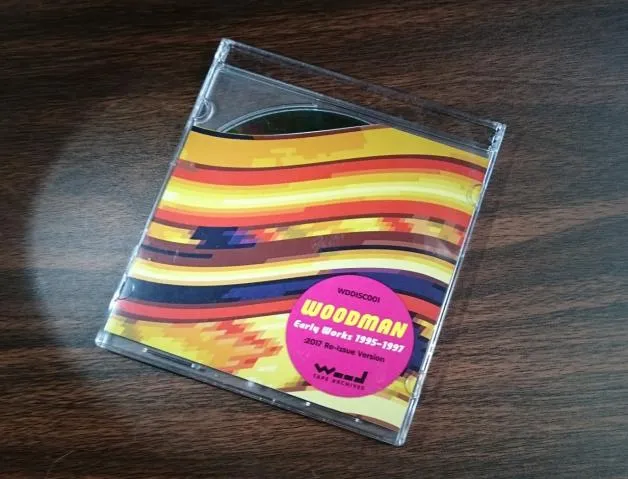 WDDISC001
WOODMAN
Early Works 1995-1997
:2017 Re-Issue Version
Wood
TAPE ARCHIVES